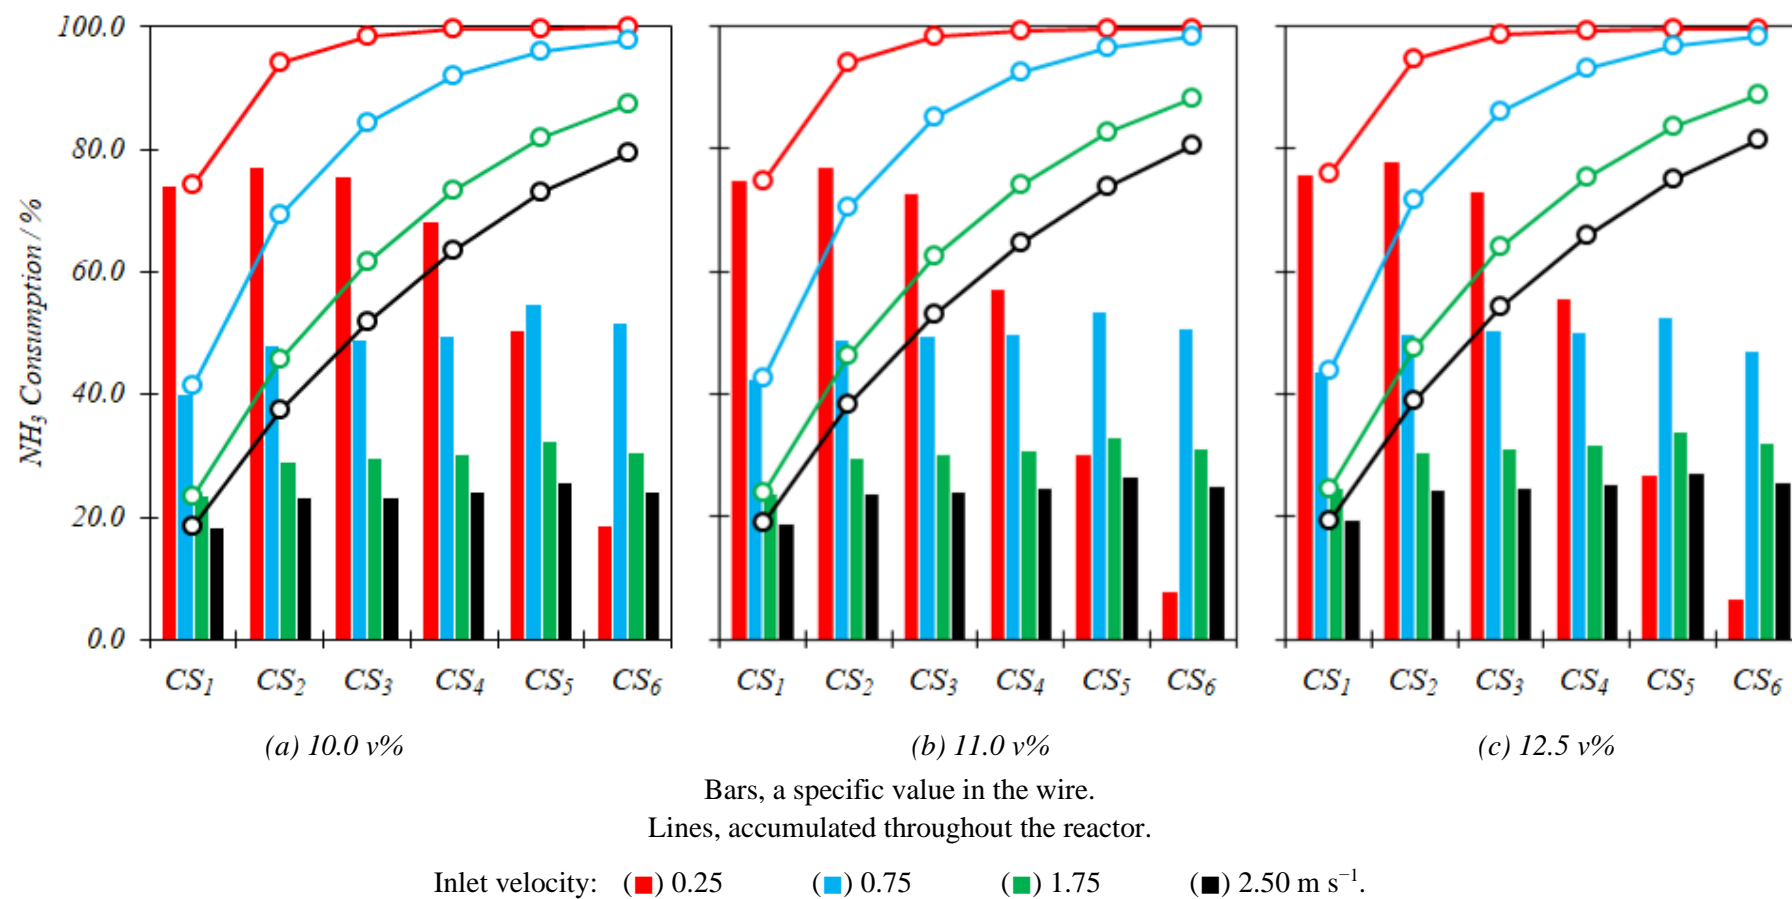 NH₃ Consumption / %
100.0
80.0
60.0
40.0
20.0
0.0
CS₁ CS₂ CS₃ CS₄ CS₅ CS₆
CS₁ CS₂ CS₃ CS₄ CS₅ CS₆
CS₁ CS₂ CS₃ CS₄ CS₅ CS₆
(a) 10.0 v%
(b) 11.0 v%
(c) 12.5 v%
Bars, a specific value in the wire.
Lines, accumulated throughout the reactor.
Inlet velocity: (■) 0.25 (■) 0.75 (■) 1.75 (■) 2.50 m s⁻¹.